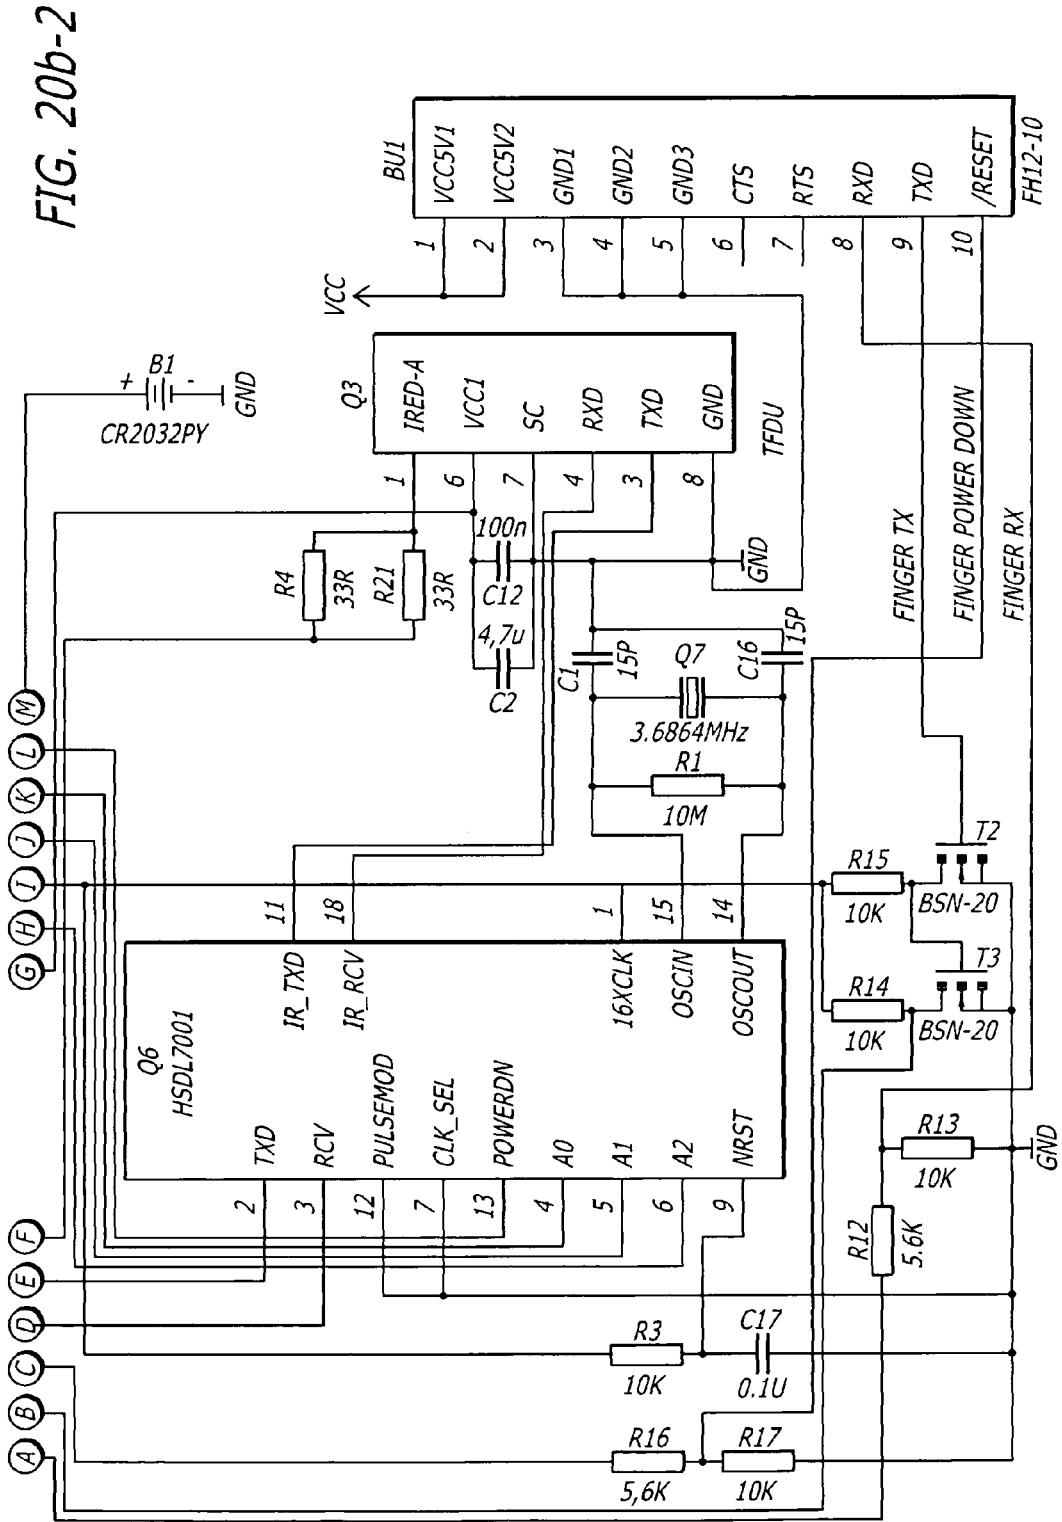 FIG. 20b-2
BU1
VCC5V1
VCC5V2
GND1
GND2
GND3
CTS
RTS
RXD
TXD
/RESET
FH12-10
1
2
3
4
5
6
7
8
9
10
VCC
B1
+
-
GND
CR2032PY
Q3
IRED-A
VCC1
SC
RXD
TXD
GND
TFDU
1
6
7
4
3
8
100n
C12
4,7u
C2
R4
33R
R21
33R
GND
C1
15P
Q7
3.6864MHz
C16
15P
R1
10M
FINGER TX
FINGER POWER DOWN
FINGER RX
M
L
K
J
I
H
G
F
E
D
C
B
A
11
18
1
15
14
IR_TXD
IR_RCV
16XCLK
OSCIN
OSCOUT
Q6
HSDL7001
TXD
RCV
PULSEMOD
CLK_SEL
POWERDN
A0
A1
A2
NRST
2
3
12
7
13
4
5
6
9
R15
10K
T2
BSN-20
R14
10K
T3
BSN-20
R13
10K
GND
R12
5.6K
R3
10K
C17
0.1U
R16
5,6K
R17
10K